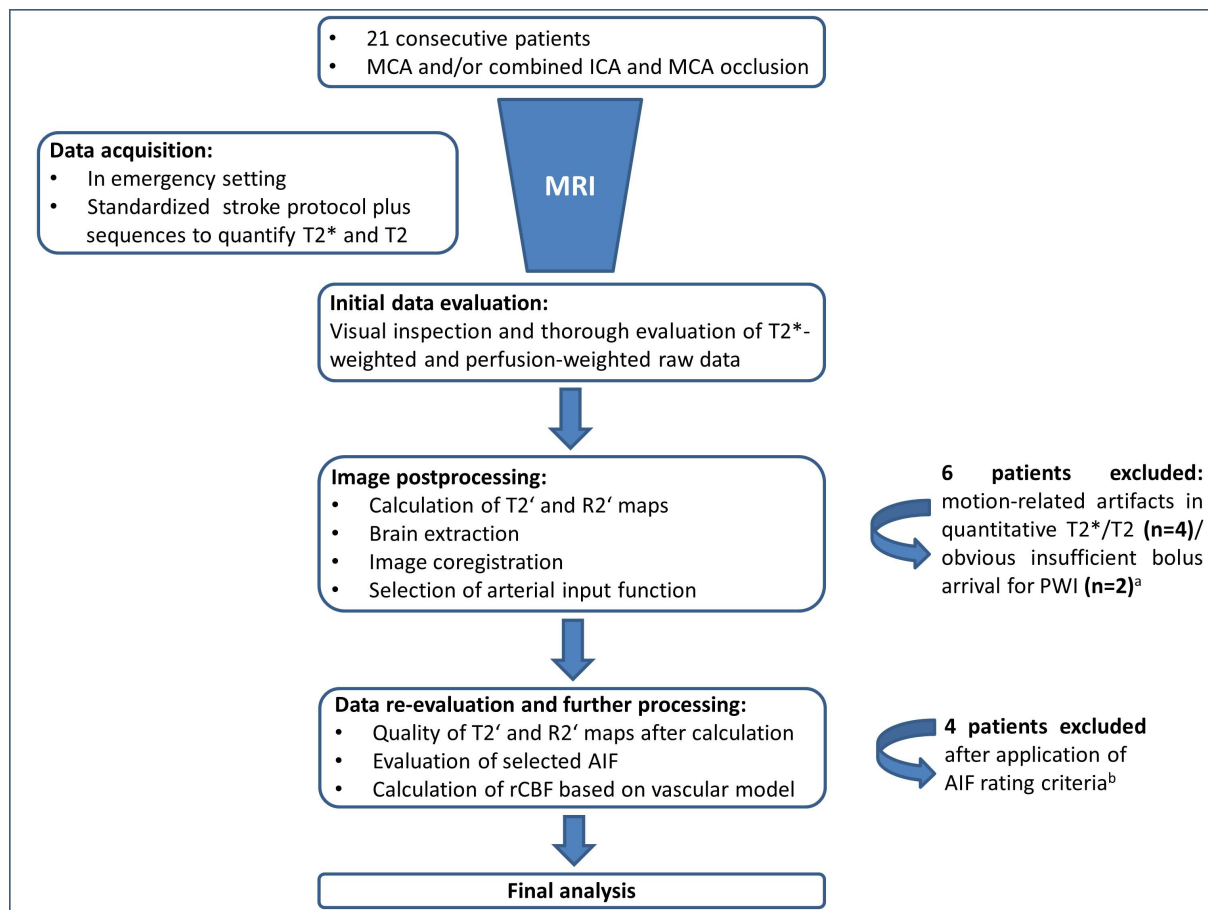 • 21 consecutive patients
• MCA and/or combined ICA and MCA occlusion
Data acquisition:
• In emergency setting
• Standardized stroke protocol plus
sequences to quantify T2* and T2
MRI
Initial data evaluation:
Visual inspection and thorough evaluation of T2*-
weighted and perfusion-weighted raw data
Image postprocessing:
• Calculation of T2‘ and R2‘ maps
• Brain extraction
• Image coregistration
• Selection of arterial input function
6 patients excluded:
motion-related artifacts in
quantitative T2*/T2 (n=4)/
obvious insufficient bolus
arrival for PWI (n=2)ᵃ
Data re-evaluation and further processing:
• Quality of T2‘ and R2‘ maps after calculation
• Evaluation of selected AIF
• Calculation of rCBF based on vascular model
4 patients excluded
after application of
AIF rating criteriaᵇ
Final analysis